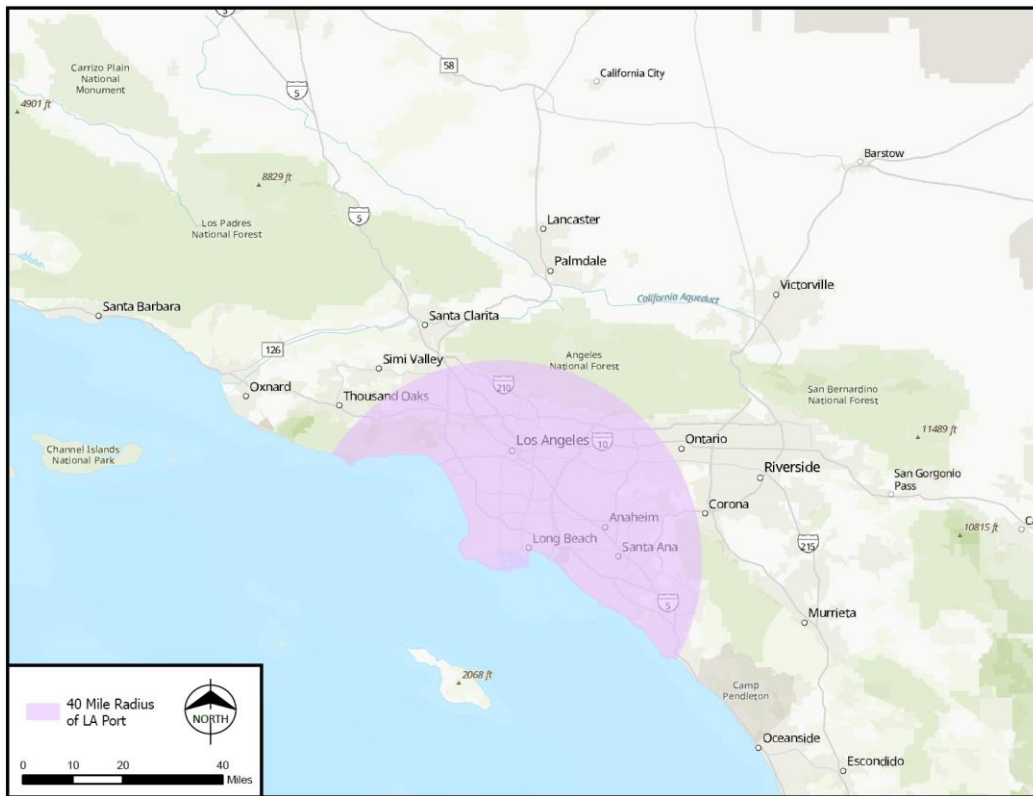 5
58
California City
Carrizo Plain
National
Monument
5
4901 ft
Barstow
8829 ft
5
Los Padres
National Forest
Lancaster
Palmdale
Victorville
California Aqueduct
Santa Barbara
Santa Clarita
126
Simi Valley
Angeles
National Forest
210
San Bernardino
National Forest
Oxnard
Thousand Oaks
Los Angeles
10
Ontario
11489 ft
Channel Islands
National Park
Riverside
San Gorgonio
Pass
Corona
Anaheim
10815 ft
Long Beach
Santa Ana
215
5
Murrieta
2068 ft
Camp
Pendleton
Oceanside
Escondido
40 Mile Radius
of LA Port
NORTH
0 10 20 40
Miles